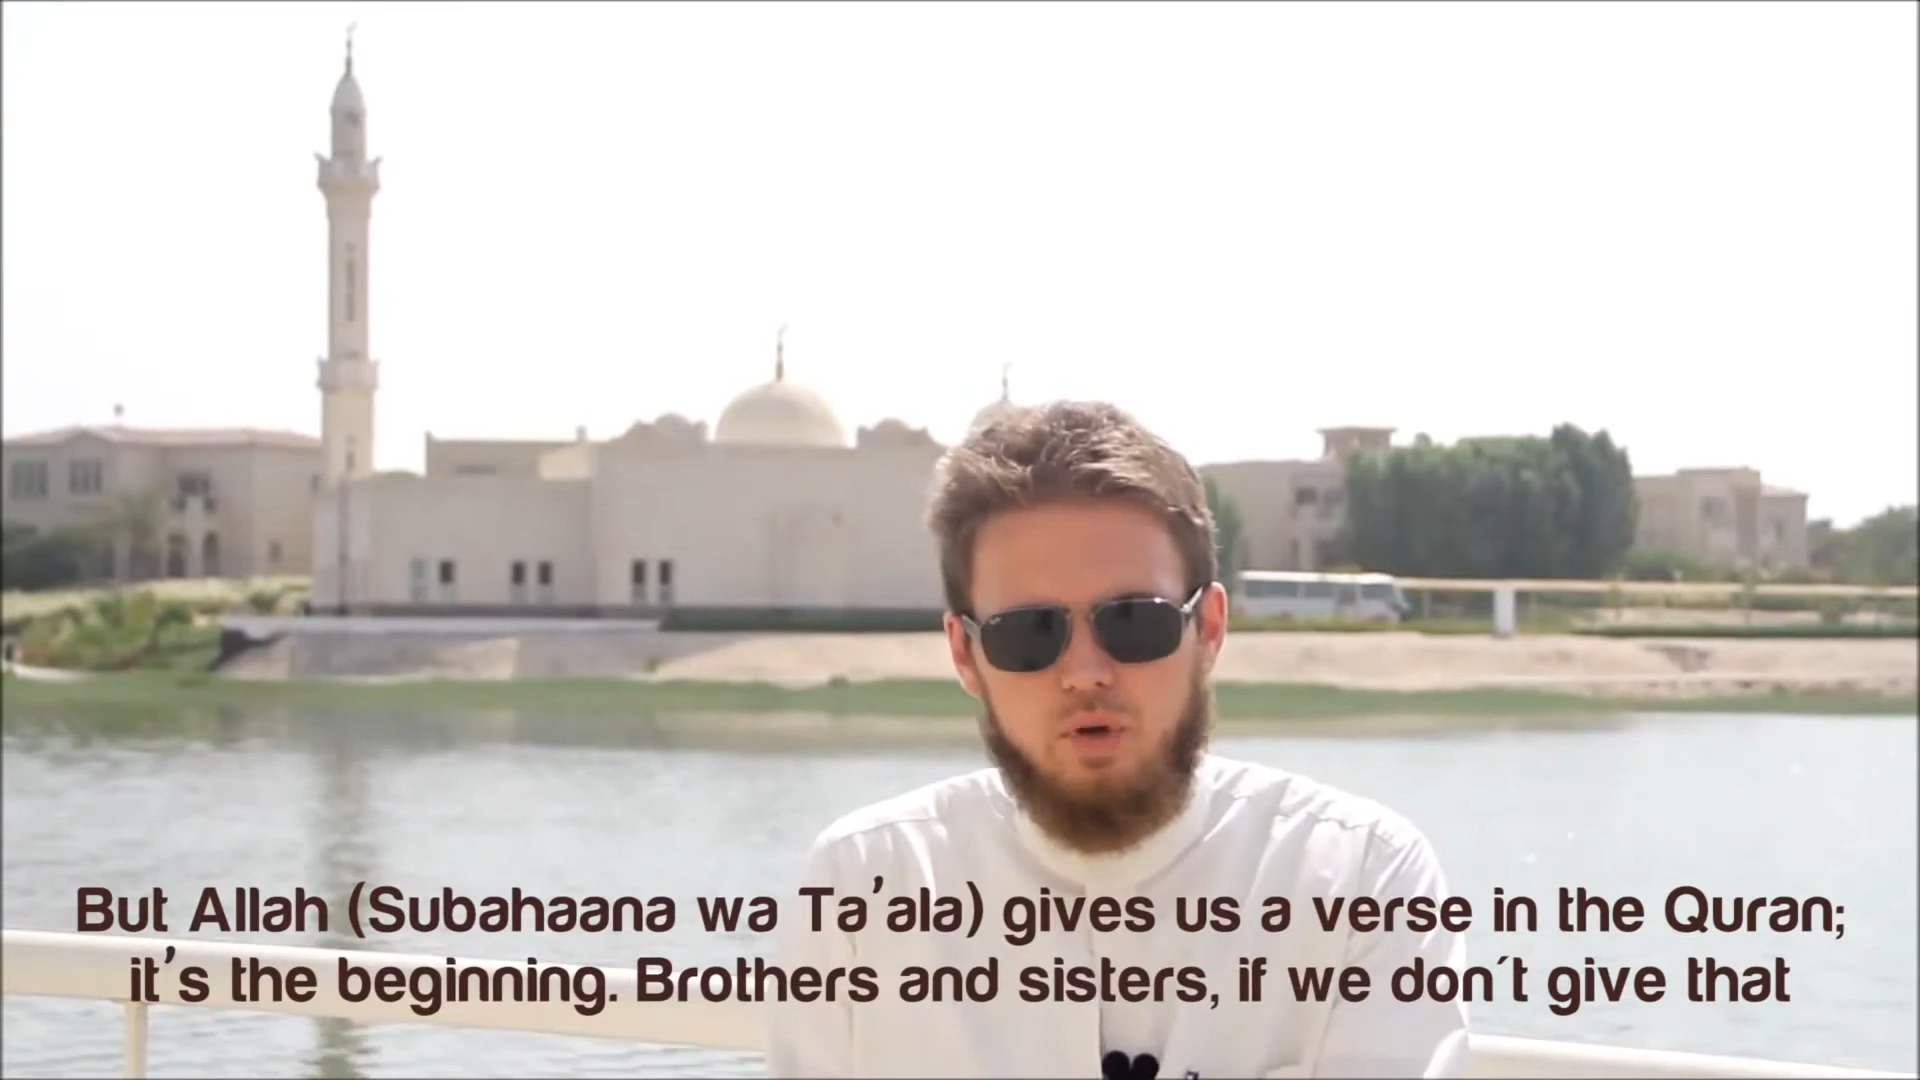 But Allah (Subahaana wa Ta'ala) gives us a verse in the Quran;
it's the beginning. Brothers and sisters, if we don´t give that